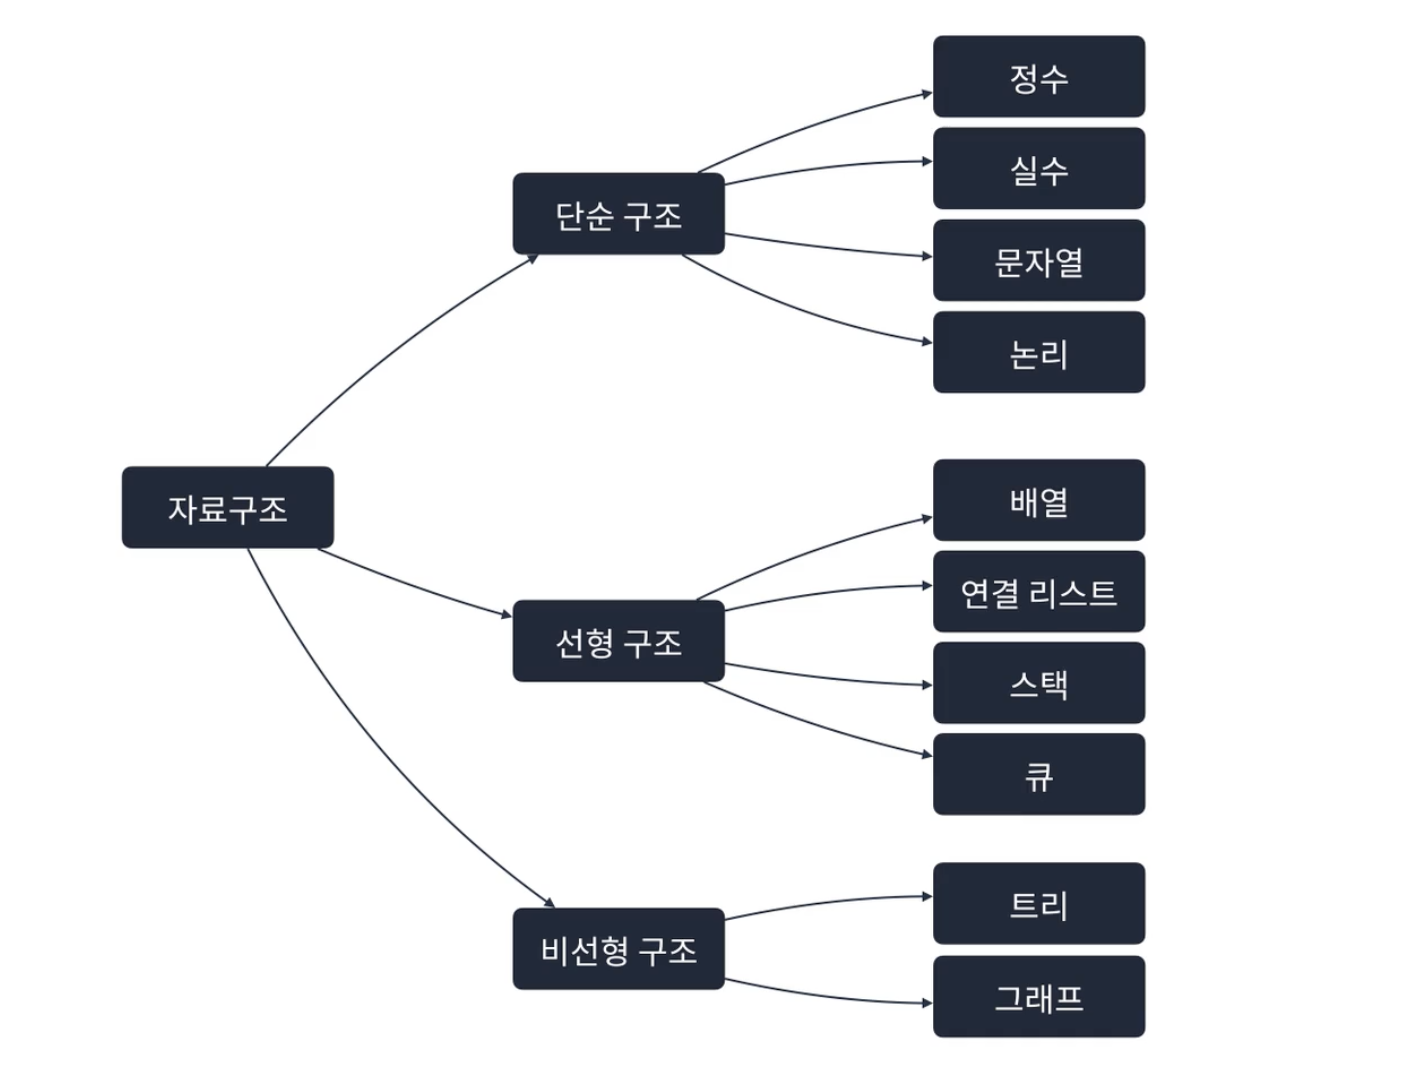 자료구조
단순 구조
정수
실수
문자열
논리
선형 구조
배열
연결 리스트
스택
큐
비선형 구조
트리
그래프